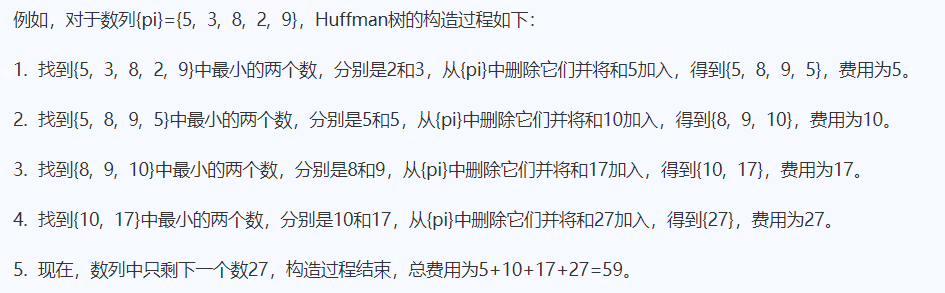 例如，对于数列{pi}={5，3，8，2，9}，Huffman树的构造过程如下：
1. 找到{5，3，8，2，9}中最小的两个数，分别是2和3，从{pi}中删除它们并将和5加入，得到{5，8，9，5}，费用为5。
2. 找到{5，8，9，5}中最小的两个数，分别是5和5，从{pi}中删除它们并将和10加入，得到{8，9，10}，费用为10。
3. 找到{8，9，10}中最小的两个数，分别是8和9，从{pi}中删除它们并将和17加入，得到{10，17}，费用为17。
4. 找到{10，17}中最小的两个数，分别是10和17，从{pi}中删除它们并将和27加入，得到{27}，费用为27。
5. 现在，数列中只剩下一个数27，构造过程结束，总费用为5+10+17+27=59。